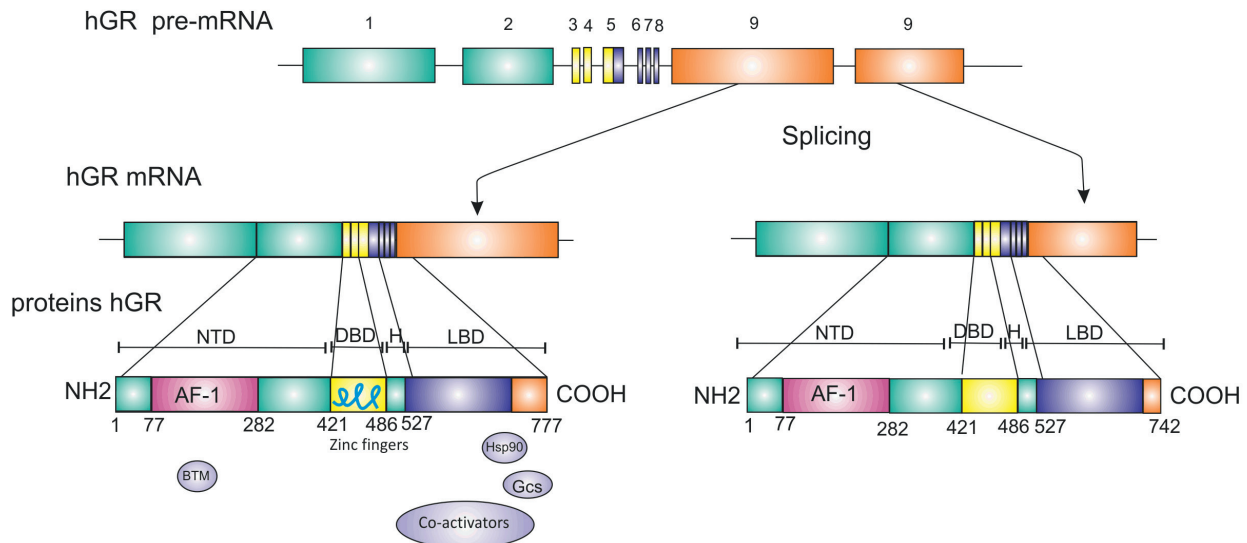 hGR pre-mRNA
1 2 3 4 5 6 7 8 9 9
Splicing
hGR mRNA
proteins hGR
NTD DBD H LBD
NH2 AF-1 COOH
1 77 282 421 486 527 777
Zinc fingers
Hsp90
BTM
Gcs
Co-activators
NTD DBD H LBD
NH2 AF-1 COOH
1 77 282 421 486 527 742